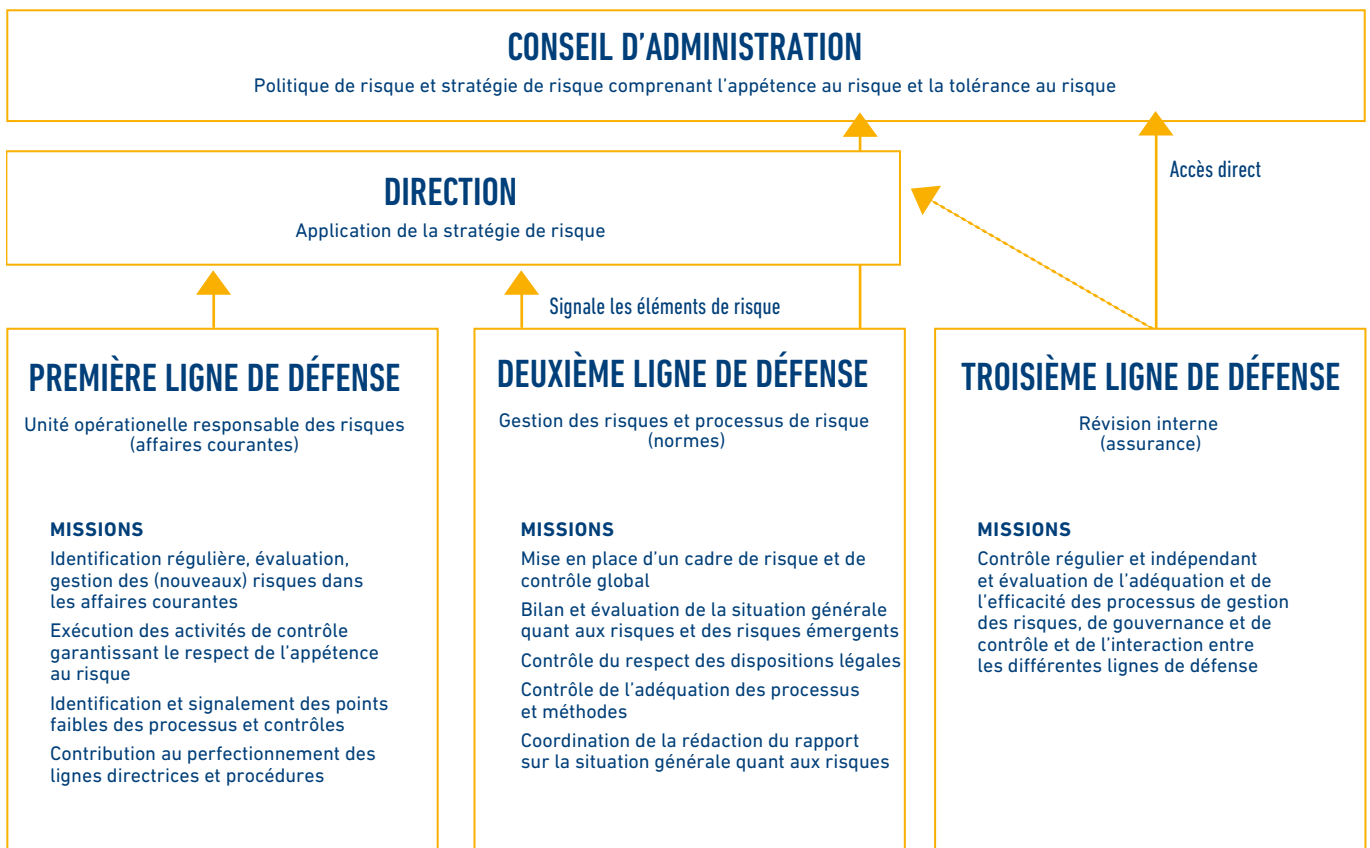 CONSEIL D'ADMINISTRATION
Politique de risque et stratégie de risque comprenant l'appétence au risque et la tolérance au risque
Accès direct
DIRECTION
Application de la stratégie de risque
Signale les éléments de risque
PREMIÈRE LIGNE DE DÉFENSE
Unité opérationelle responsable des risques
(affaires courantes)
MISSIONS
Identification régulière, évaluation,
gestion des (nouveaux) risques dans
les affaires courantes
Exécution des activités de contrôle
garantissant le respect de l'appétence
au risque
Identification et signalement des points
faibles des processus et contrôles
Contribution au perfectionnement des
lignes directrices et procédures
DEUXIÈME LIGNE DE DÉFENSE
Gestion des risques et processus de risque
(normes)
MISSIONS
Mise en place d'un cadre de risque et de
contrôle global
Bilan et évaluation de la situation générale
quant aux risques et des risques émergents
Contrôle du respect des dispositions légales
Contrôle de l'adéquation des processus
et méthodes
Coordination de la rédaction du rapport
sur la situation générale quant aux risques
TROISIÈME LIGNE DE DÉFENSE
Révision interne
(assurance)
MISSIONS
Contrôle régulier et indépendant
et évaluation de l'adéquation et de
l'efficacité des processus de gestion
des risques, de gouvernance et de
contrôle et de l'interaction entre
les différentes lignes de défense